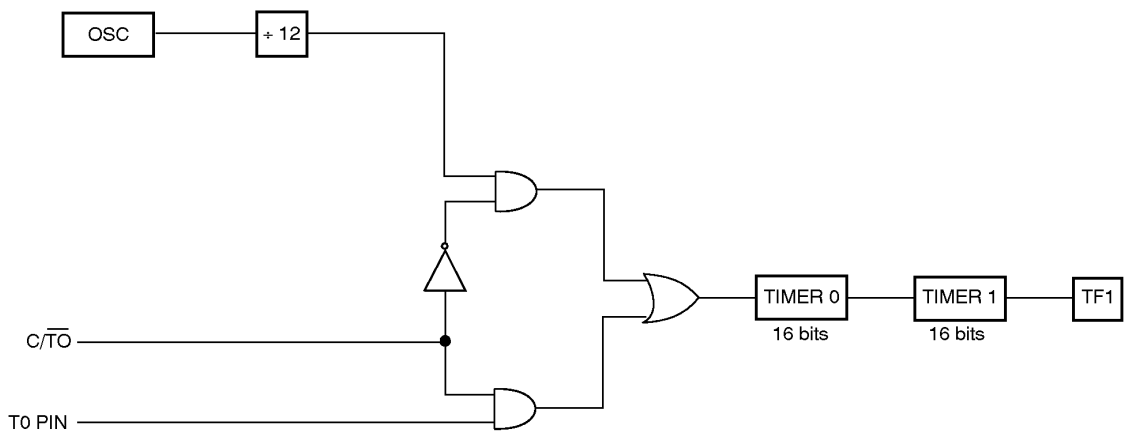 OSC
÷ 12
TIMER 0
TIMER 1
TF1
16 bits
16 bits
C/T̅O̅
T0 PIN